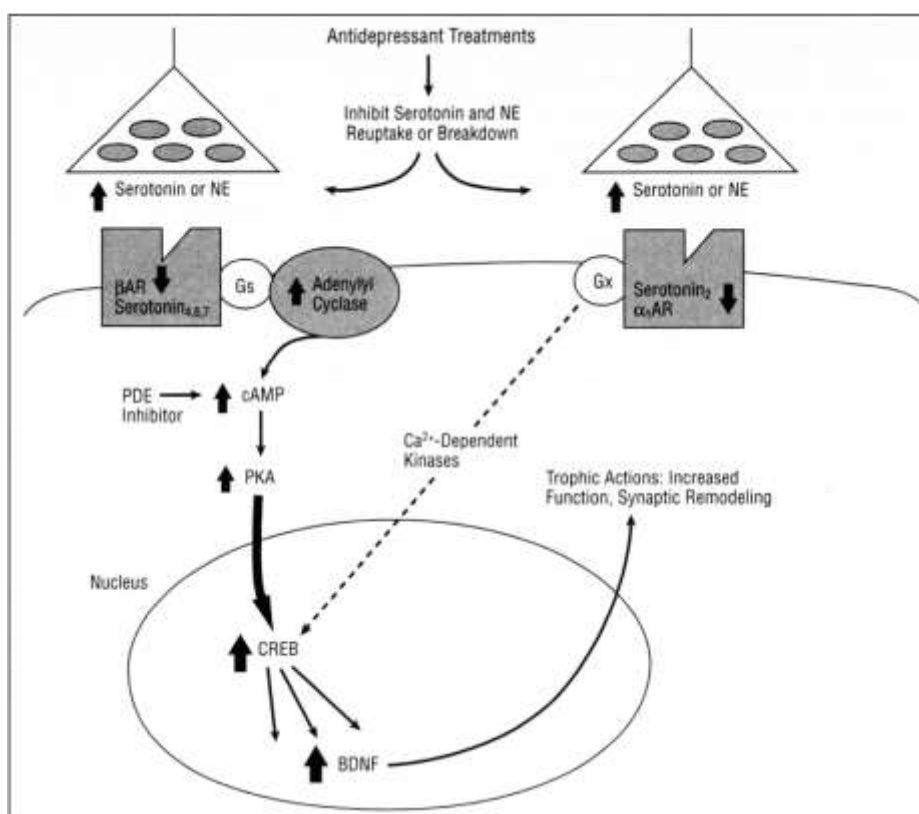 Antidepressant Treatments
Inhibit Serotonin and NE
Reuptake or Breakdown
Serotonin or NE
Serotonin or NE
βAR
Serotonin4,6,7
Gs
Adenylyl
Cyclase
Gx
Serotonin2
α1AR
PDE
Inhibitor
cAMP
Ca2+-Dependent
Kinases
PKA
Trophic Actions: Increased
Function, Synaptic Remodeling
Nucleus
CREB
BDNF